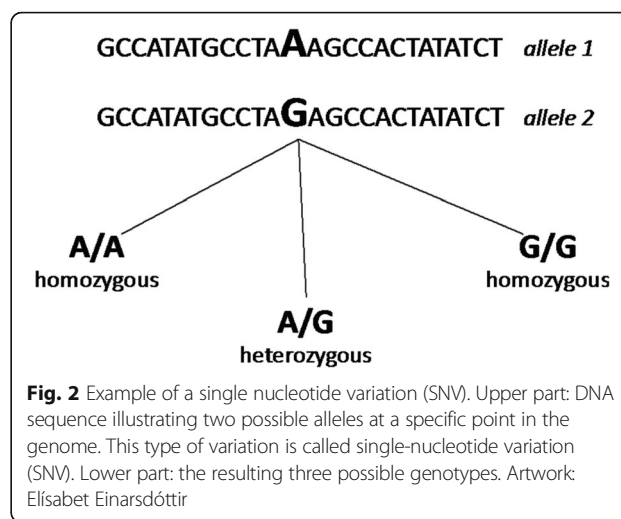 GCCATATGCCTAAAGCCACTATATCT allele 1
GCCATATGCCTAGAGCCACTATATCT allele 2
A/A G/G
homozygous homozygous
A/G
heterozygous
Fig. 2 Example of a single nucleotide variation (SNV). Upper part: DNA
sequence illustrating two possible alleles at a specific point in the
genome. This type of variation is called single-nucleotide variation
(SNV). Lower part: the resulting three possible genotypes. Artwork:
Elísabet Einarsdóttir